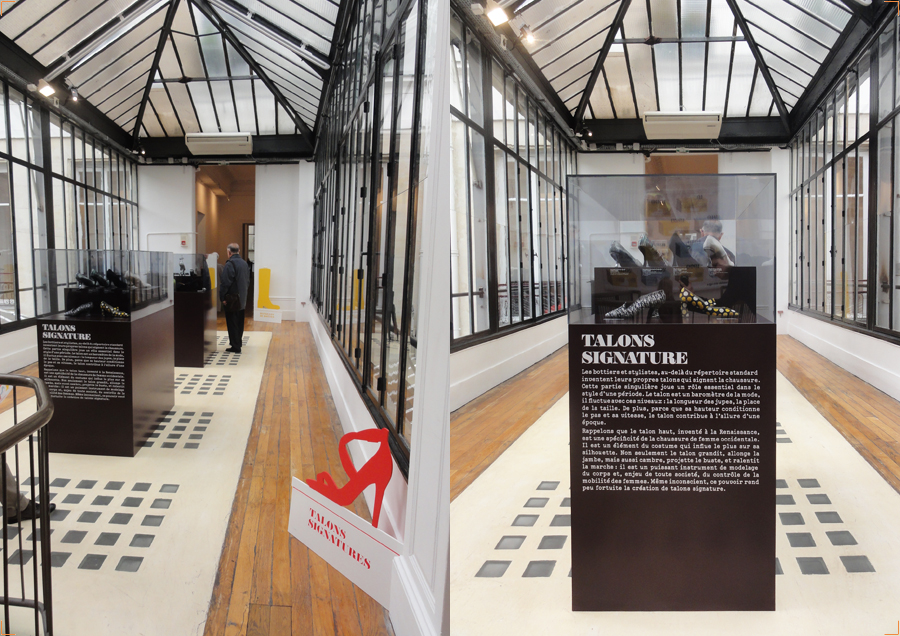 TALONS
SIGNATURE
TALONS
SIGNATURES
TALONS
SIGNATURE
Les bottiers et stylistes, au-delà du répertoire standard
inventent leurs propres talons qui signent la chaussure.
Cette partie singulière joue un rôle essentiel dans le
style d'une période. Le talon est un baromètre de la mode,
il fluctue avec ces niveaux : la longueur des jupes, la place
de la taille. De plus, parce que sa hauteur conditionne
le pas et sa vitesse, le talon contribue à l'allure d'une
époque.
Rappelons que le talon haut, inventé à la Renaissance,
est une spécificité de la chaussure de femme occidentale.
Il est un élément du costume qui influe le plus sur sa
silhouette. Non seulement le talon grandit, allonge la
jambe, mais aussi cambre, projette le buste, et ralentit
la marche : il est un puissant instrument de modelage
du corps et, enjeu de toute société, du contrôle de la
mobilité des femmes. Même inconscient, ce pouvoir rend
peu fortuite la création de talons signature.